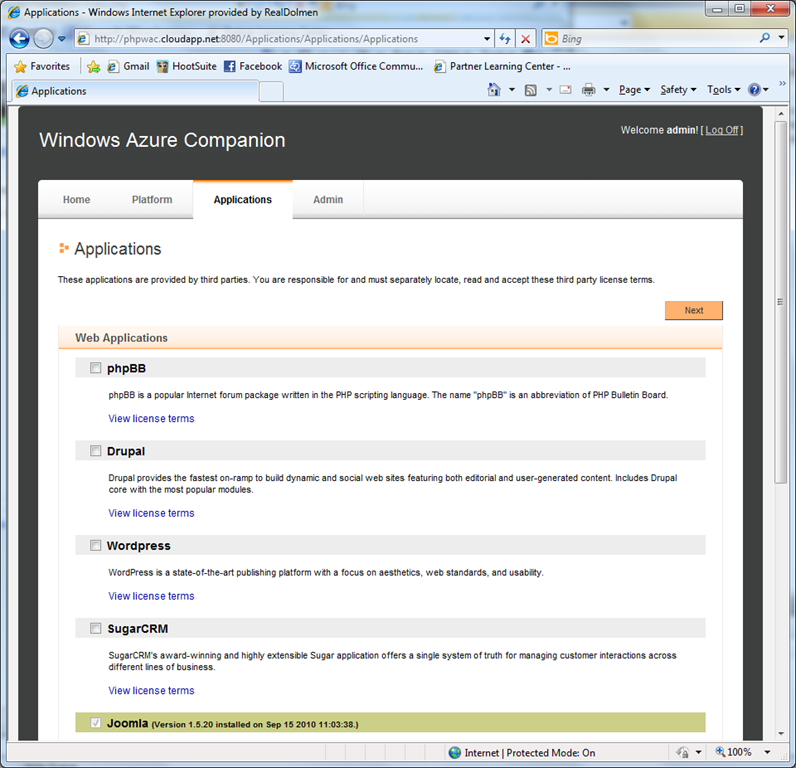 Applications - Windows Internet Explorer provided by RealDolmen
http://phpwac.cloudapp.net:8080/Applications/Applications/Applications
Bing
Favorites Gmail HootSuite Facebook Microsoft Office Commu... Partner Learning Center - ...
Applications
Page Safety Tools
Welcome admin! [ Log Off ]
Windows Azure Companion
Home Platform Applications Admin
Applications
These applications are provided by third parties. You are responsible for and must separately locate, read and accept these third party license terms.
Next
Web Applications
phpBB
phpBB is a popular Internet forum package written in the PHP scripting language. The name "phpBB" is an abbreviation of PHP Bulletin Board.
View license terms
Drupal
Drupal provides the fastest on-ramp to build dynamic and social web sites featuring both editorial and user-generated content. Includes Drupal
core with the most popular modules.
View license terms
Wordpress
WordPress is a state-of-the-art publishing platform with a focus on aesthetics, web standards, and usability.
View license terms
SugarCRM
SugarCRM's award-winning and highly extensible Sugar application offers a single system of truth for managing customer interactions across
different lines of business.
View license terms
Joomla (Version 1.5.20 installed on Sep 15 2010 11:03:38.)
Internet | Protected Mode: On 100%